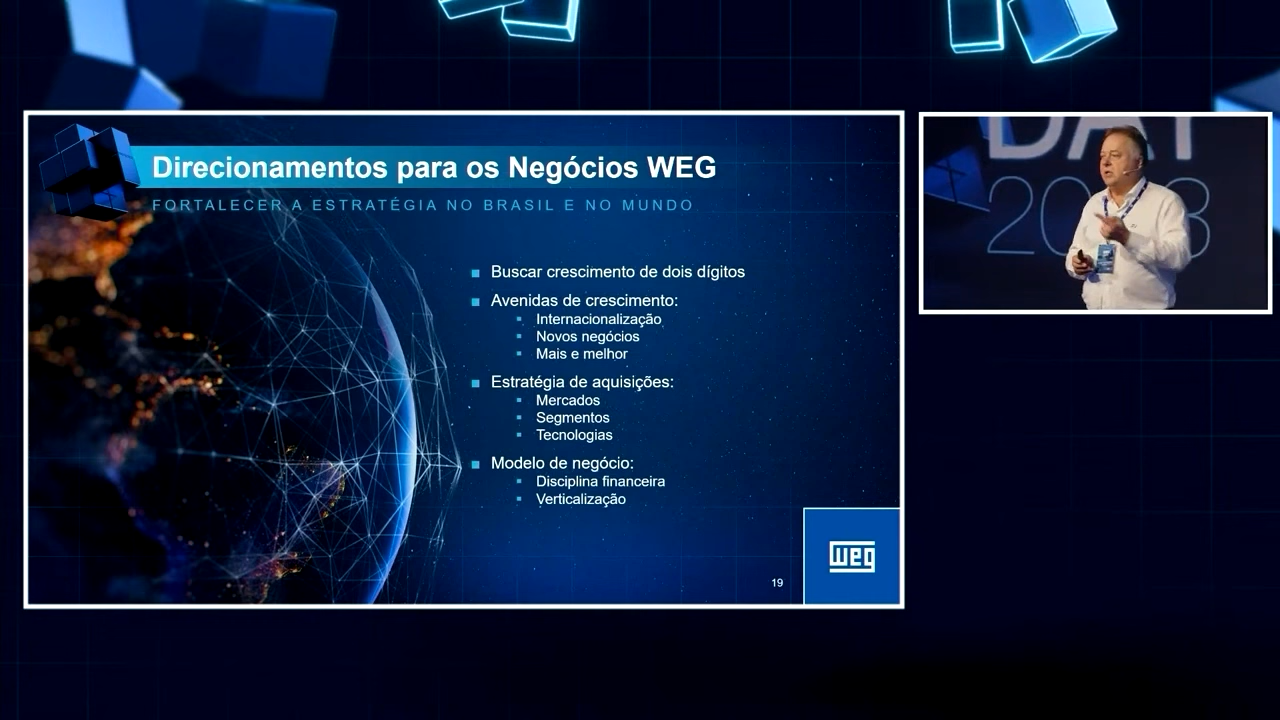 Direcionamentos para os Negócios WEG
FORTALECER A ESTRATÉGIA NO BRASIL E NO MUNDO
Buscar crescimento de dois dígitos
Avenidas de crescimento:
Internacionalização
Novos negócios
Mais e melhor
Estratégia de aquisições:
Mercados
Segmentos
Tecnologias
Modelo de negócio:
Disciplina financeira
Verticalização
19
weg
DAY